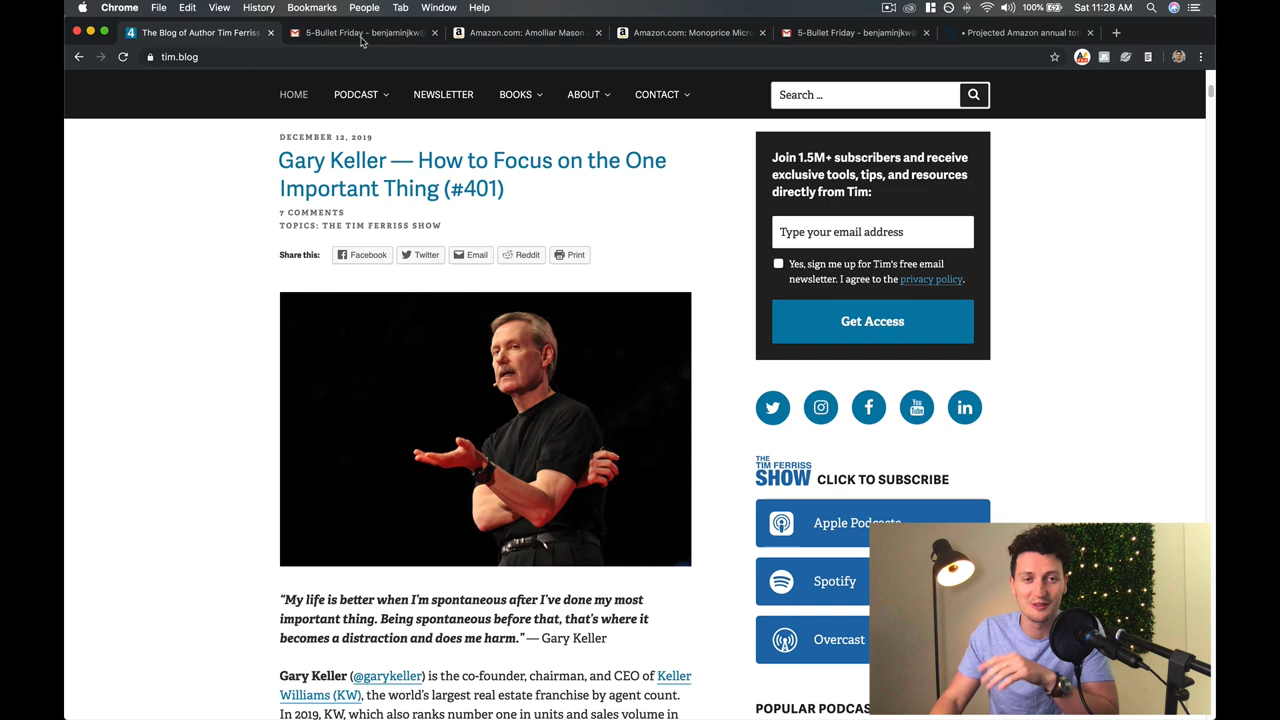 Chrome File Edit View History Bookmarks People Tab Window Help 100% Sat 11:28 AM
The Blog of Author Tim Ferriss 5-Bullet Friday - benjaminjkw@ Amazon.com: Amolliar Mason Amazon.com: Monoprice Micr 5-Bullet Friday - benjaminjkw@ • Projected Amazon annual tot
tim.blog
HOME PODCAST NEWSLETTER BOOKS ABOUT CONTACT Search ...
DECEMBER 12, 2019
Gary Keller — How to Focus on the One
Important Thing (#401)
7 COMMENTS
TOPICS: THE TIM FERRISS SHOW
Share this: Facebook Twitter Email Reddit Print
“My life is better when I’m spontaneous after I’ve done my most
important thing. Being spontaneous before that, that’s where it
becomes a distraction and does me harm.” — Gary Keller
Gary Keller (@garykeller) is the co-founder, chairman, and CEO of Keller
Williams (KW), the world’s largest real estate franchise by agent count.
In 2019, KW, which also ranks number one in units and sales volume in
Join 1.5M+ subscribers and receive
exclusive tools, tips, and resources
directly from Tim:
Type your email address
Yes, sign me up for Tim's free email
newsletter. I agree to the privacy policy.
Get Access
You Tube
in
THE
TIM FERRISS
SHOW CLICK TO SUBSCRIBE
Apple Podcasts
Spotify
Overcast
POPULAR PODCAS